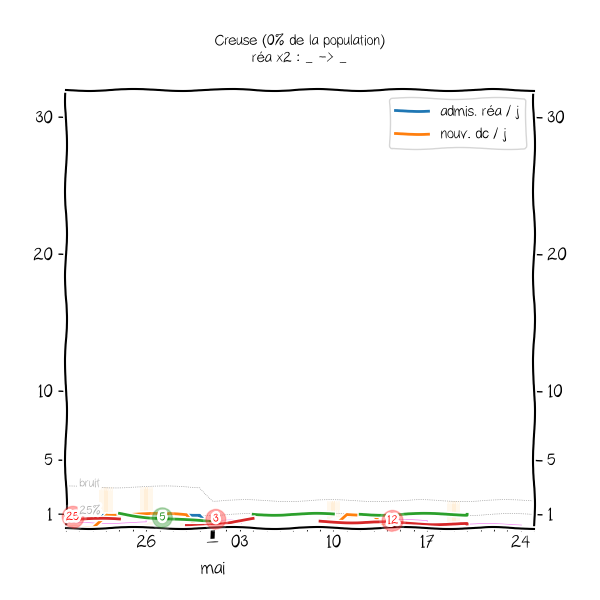 Creuse (0% de la population)
réa x2 : _ -> _
admis. réa / j
nouv. dc / j
30 30
20 20
10 10
5 5
bruit
25%
1 1
25 5 3 12
26 1 03 10 17 24
mai